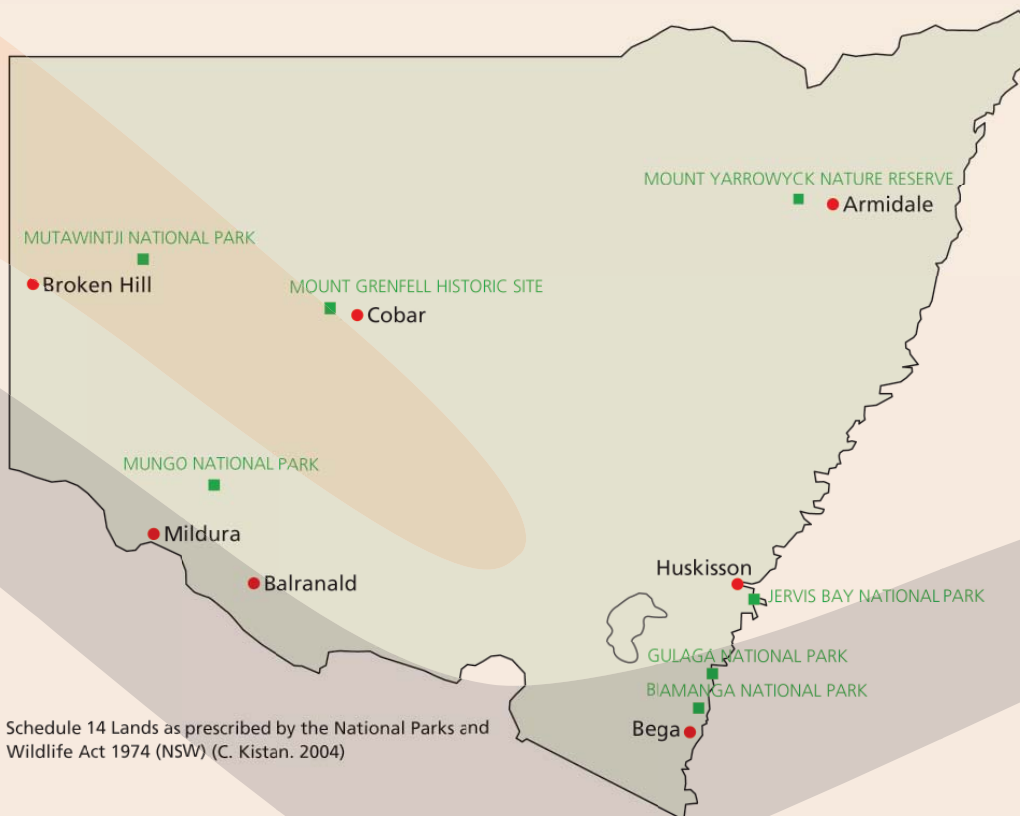 MOUNT YARROWYCK NATURE RESERVE
Armidale
MUTAWINTJI NATIONAL PARK
Broken Hill
MOUNT GRENFELL HISTORIC SITE
Cobar
MUNGO NATIONAL PARK
Mildura
Balranald
Huskisson
JERVIS BAY NATIONAL PARK
GULAGA NATIONAL PARK
BIAMANGA NATIONAL PARK
Bega
Schedule 14 Lands as prescribed by the National Parks and
Wildlife Act 1974 (NSW) (C. Kistan. 2004)